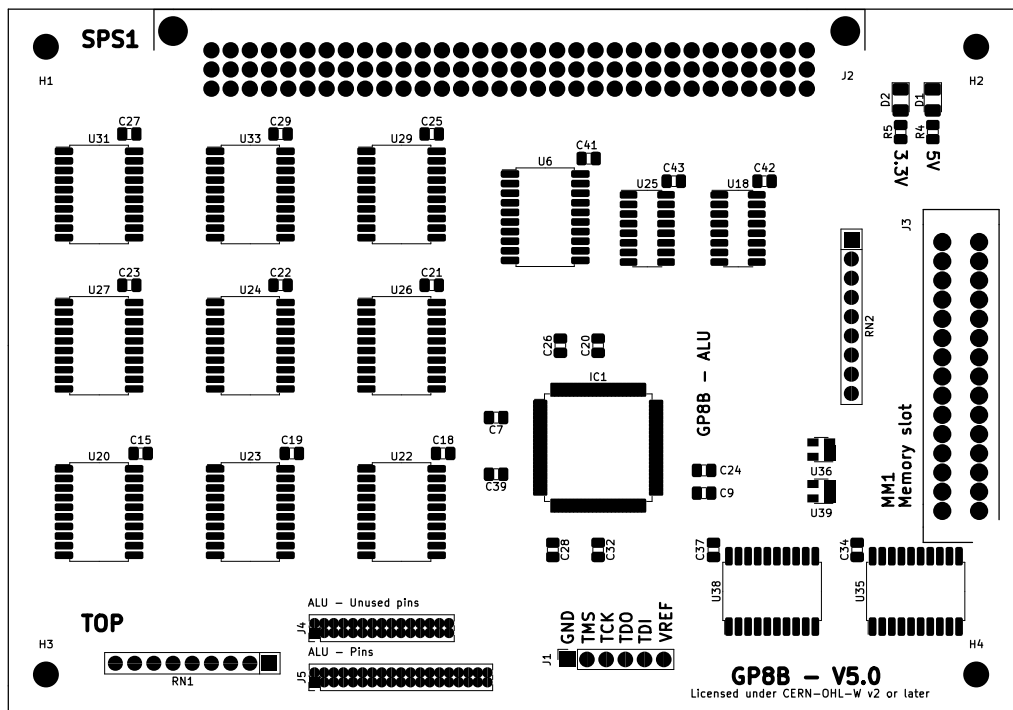 SPS1
H1
J2
H2
D2
D1
R5
R4
3.3V
5V
C27
C29
C25
U31
U33
U29
C41
U6
C43
C42
U25
U18
J3
C23
C22
C21
U27
U24
U26
RN2
C26
C20
GP8B - ALU
IC1
C7
MM1
Memory slot
C15
C19
C18
U20
U23
U22
C39
C24
C9
U36
U39
C28
C32
C37
C34
U38
U35
TOP
ALU - Unused pins
J4
ALU - Pins
J5
GND
TMS
TCK
TDO
TDI
VREF
J1
H3
H4
RN1
GP8B - V5.0
Licensed under CERN-OHL-W v2 or later